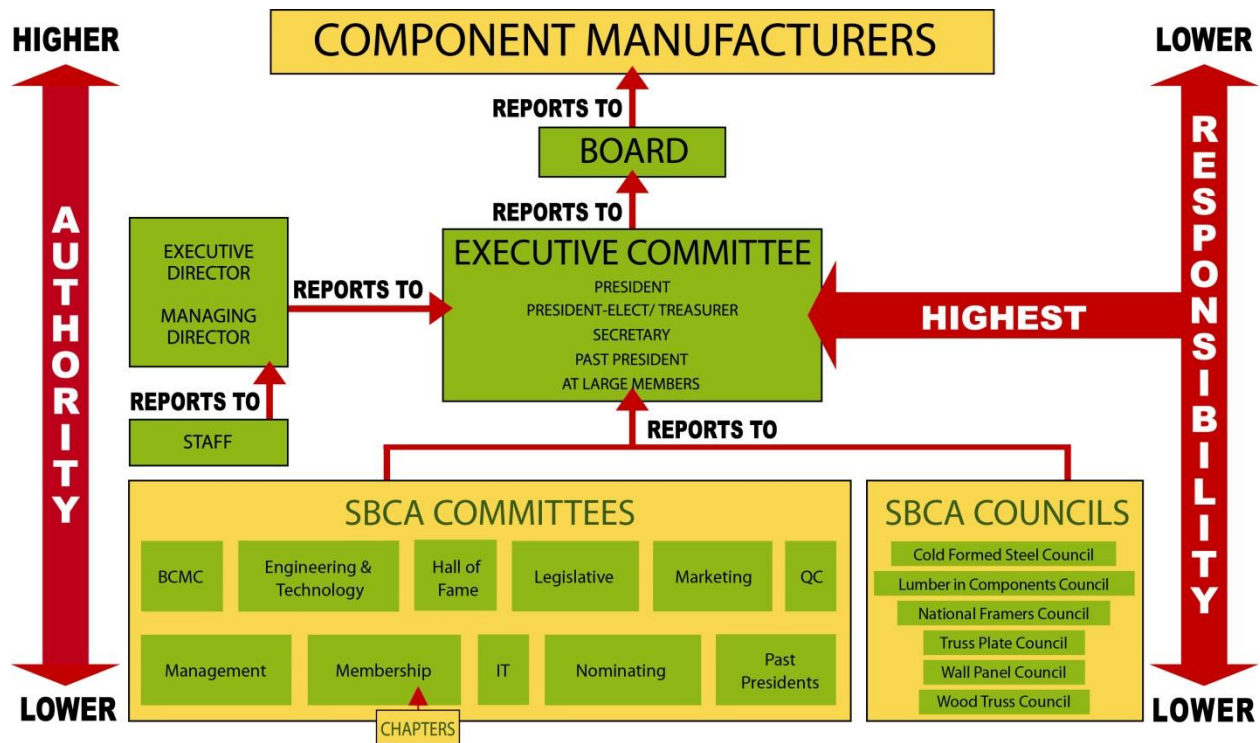 HIGHER
COMPONENT MANUFACTURERS
LOWER
REPORTS TO
BOARD
REPORTS TO
EXECUTIVE
DIRECTOR
MANAGING
DIRECTOR
REPORTS TO
EXECUTIVE COMMITTEE
PRESIDENT
PRESIDENT-ELECT/ TREASURER
SECRETARY
PAST PRESIDENT
AT LARGE MEMBERS
HIGHEST
AUTHORITY
RESPONSIBILITY
REPORTS TO
STAFF
REPORTS TO
SBCA COMMITTEES
BCMC
Engineering &
Technology
Hall of
Fame
Legislative
Marketing
QC
Management
Membership
IT
Nominating
Past
Presidents
CHAPTERS
SBCA COUNCILS
Cold Formed Steel Council
Lumber in Components Council
National Framers Council
Truss Plate Council
Wall Panel Council
Wood Truss Council
LOWER
LOWER